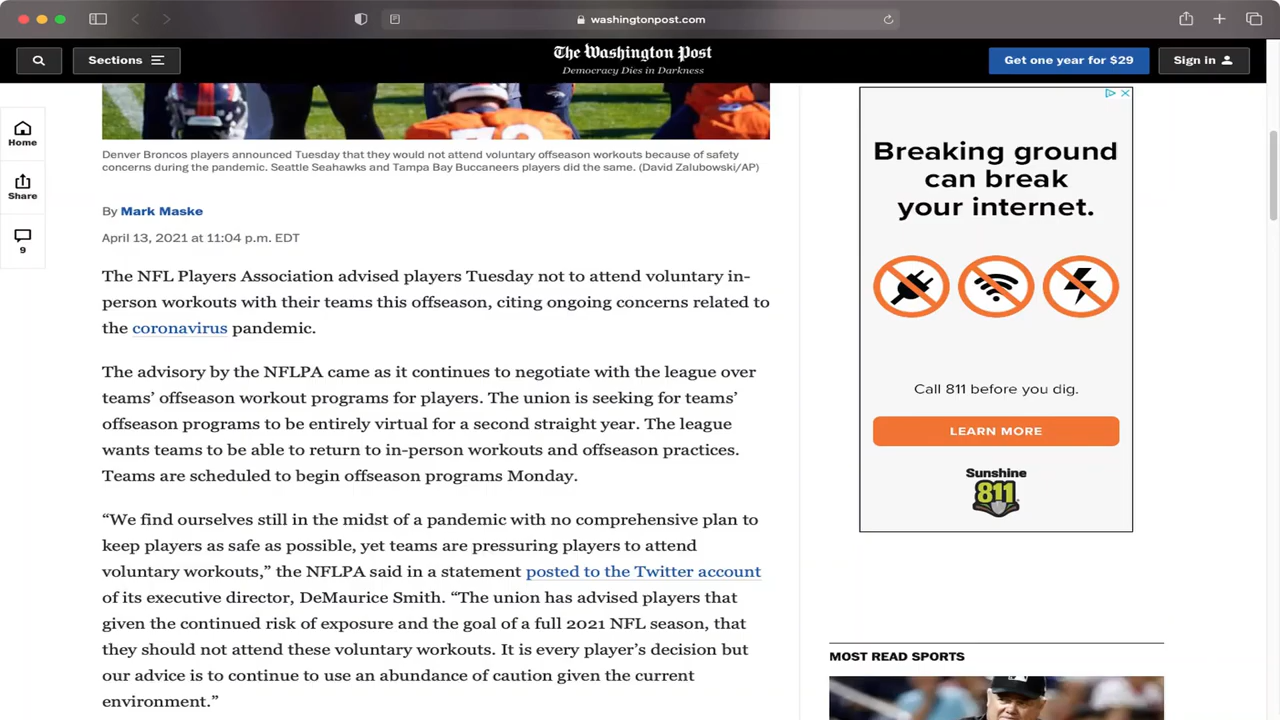 washingtonpost.com
Sections
The Washington Post
Democracy Dies in Darkness
Get one year for $29
Sign in
Home
Share
9
Denver Broncos players announced Tuesday that they would not attend voluntary offseason workouts because of safety
concerns during the pandemic. Seattle Seahawks and Tampa Bay Buccaneers players did the same. (David Zalubowski/AP)
By Mark Maske
April 13, 2021 at 11:04 p.m. EDT
The NFL Players Association advised players Tuesday not to attend voluntary in-
person workouts with their teams this offseason, citing ongoing concerns related to
the coronavirus pandemic.
The advisory by the NFLPA came as it continues to negotiate with the league over
teams’ offseason workout programs for players. The union is seeking for teams’
offseason programs to be entirely virtual for a second straight year. The league
wants teams to be able to return to in-person workouts and offseason practices.
Teams are scheduled to begin offseason programs Monday.
“We find ourselves still in the midst of a pandemic with no comprehensive plan to
keep players as safe as possible, yet teams are pressuring players to attend
voluntary workouts,” the NFLPA said in a statement posted to the Twitter account
of its executive director, DeMaurice Smith. “The union has advised players that
given the continued risk of exposure and the goal of a full 2021 NFL season, that
they should not attend these voluntary workouts. It is every player’s decision but
our advice is to continue to use an abundance of caution given the current
environment.”
Breaking ground
can break
your internet.
Call 811 before you dig.
LEARN MORE
Sunshine
811
MOST READ SPORTS